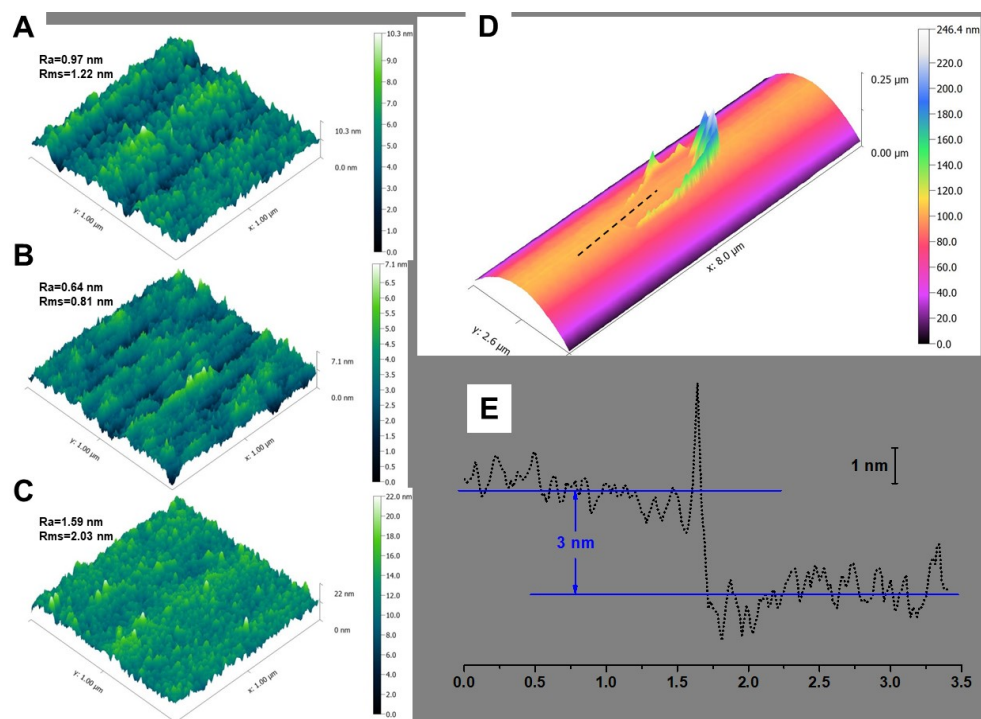 A
Ra=0.97 nm
Rms=1.22 nm
10.3 nm
9.0
8.0
7.0
6.0
5.0
4.0
3.0
2.0
1.0
0.0
10.3 nm
0.0 nm
y: 1.00 µm
x: 1.00 µm
B
Ra=0.64 nm
Rms=0.81 nm
7.1 nm
6.5
6.0
5.5
5.0
4.5
4.0
3.5
3.0
2.5
2.0
1.5
1.0
0.5
0.0
7.1 nm
0.0 nm
y: 1.00 µm
x: 1.00 µm
C
Ra=1.59 nm
Rms=2.03 nm
22.0 nm
20.0
18.0
16.0
14.0
12.0
10.0
8.0
6.0
4.0
2.0
0.0
22 nm
0 nm
y: 1.00 µm
x: 1.00 µm
D
246.4 nm
220.0
200.0
180.0
160.0
140.0
120.0
100.0
80.0
60.0
40.0
20.0
0.0
0.25 µm
0.00 µm
x: 8.0 µm
y: 2.6 µm
E
1 nm
3 nm
0.0 0.5 1.0 1.5 2.0 2.5 3.0 3.5